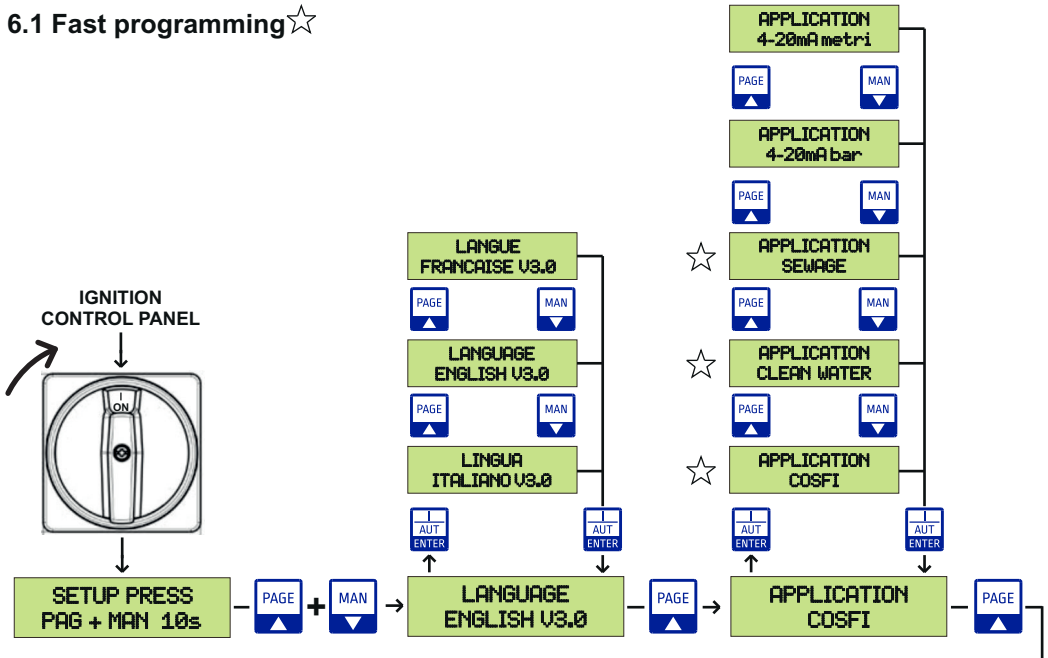 6.1 Fast programming
APPLICATION
4-20mA metri
PAGE
MAN
APPLICATION
4-20mA bar
PAGE
MAN
APPLICATION
SEWAGE
PAGE
MAN
APPLICATION
CLEAN WATER
PAGE
MAN
APPLICATION
COSFI
I
AUT
ENTER
I
AUT
ENTER
LANGUE
FRANCAISE V3.0
PAGE
MAN
LANGUAGE
ENGLISH V3.0
PAGE
MAN
LINGUA
ITALIANO V3.0
I
AUT
ENTER
I
AUT
ENTER
IGNITION
CONTROL PANEL
I
ON
SETUP PRESS
PAG + MAN 10s
PAGE
+
MAN
LANGUAGE
ENGLISH V3.0
PAGE
APPLICATION
COSFI
PAGE